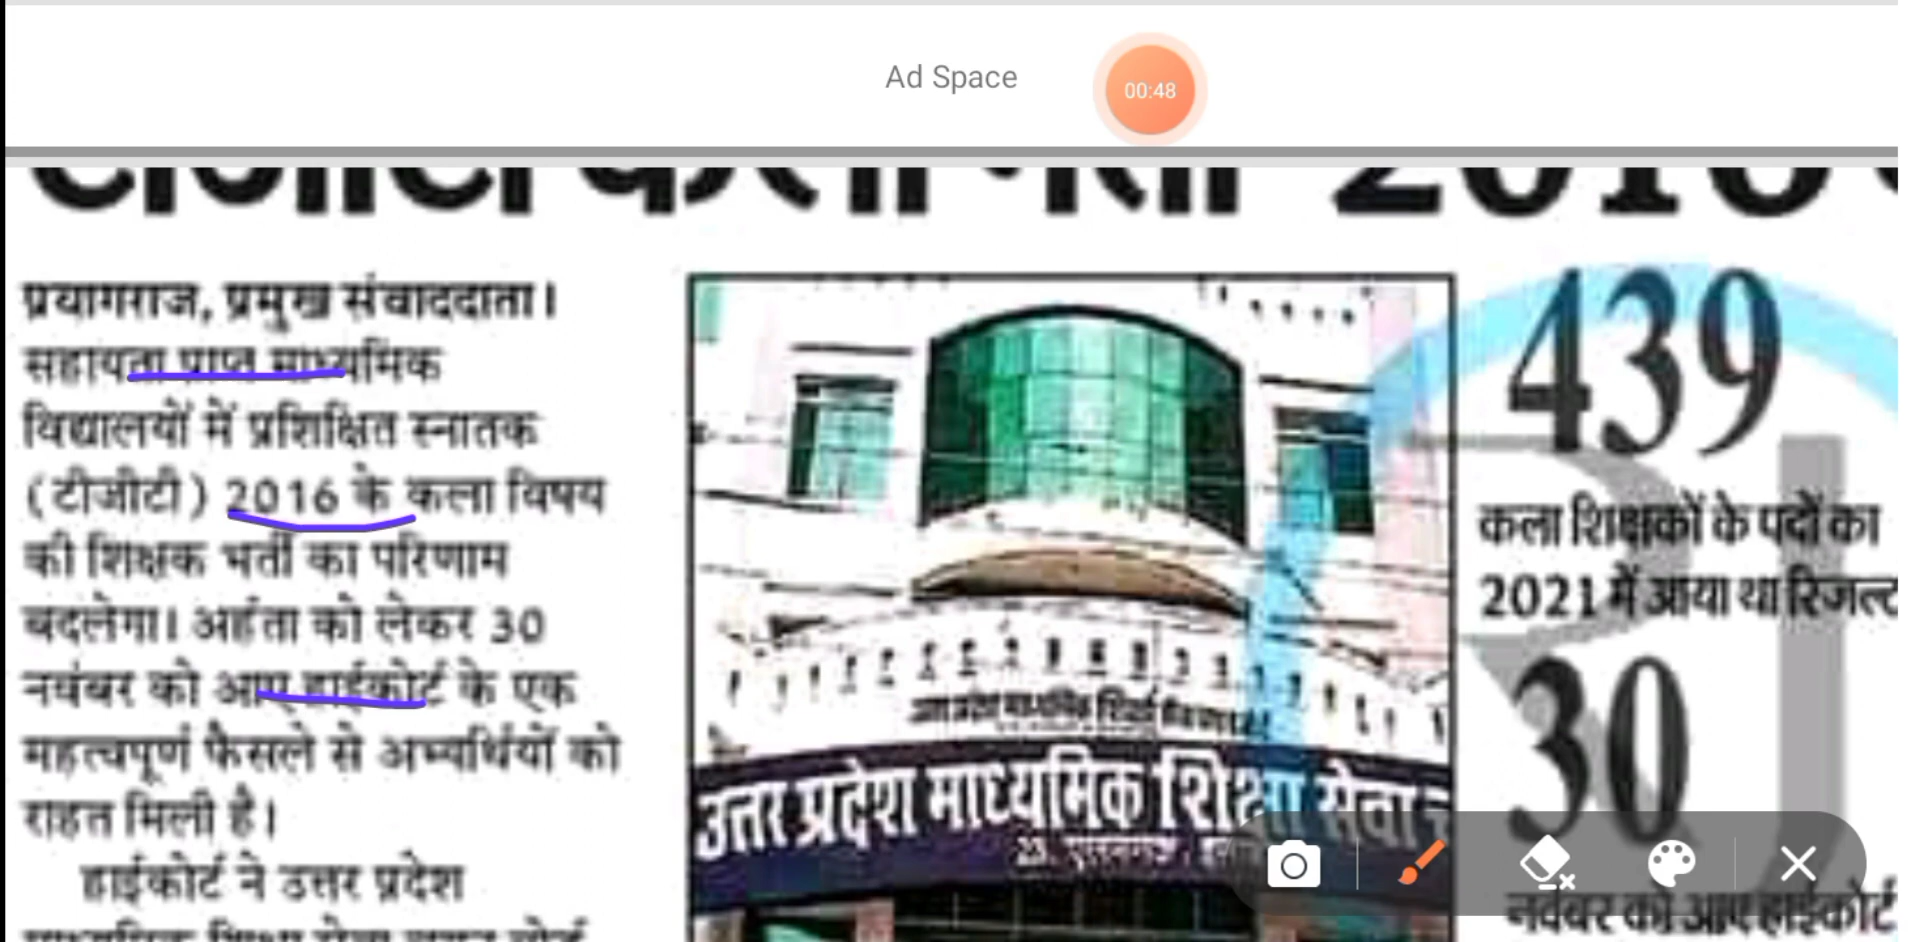 Ad Space
00:48
2016
प्रयागराज, प्रमुख संवाददाता।
सहायता प्राप्त माध्यमिक
विद्यालयों में प्रशिक्षित स्नातक
(टीजीटी) 2016 के कला विषय
की शिक्षक भर्ती का परिणाम
बदलेगा। अर्हता को लेकर 30
नवंबर को आए हाईकोर्ट के एक
महत्वपूर्ण फैसले से अभ्यर्थियों को
राहत मिली है।
हाईकोर्ट ने उत्तर प्रदेश
उत्तर प्रदेश माध्यमिक शिक्षा सेवा
439
कला शिक्षकों के पदों का
2021 में आया था रिजल्ट
30
नवंबर को आए हाईकोर्ट